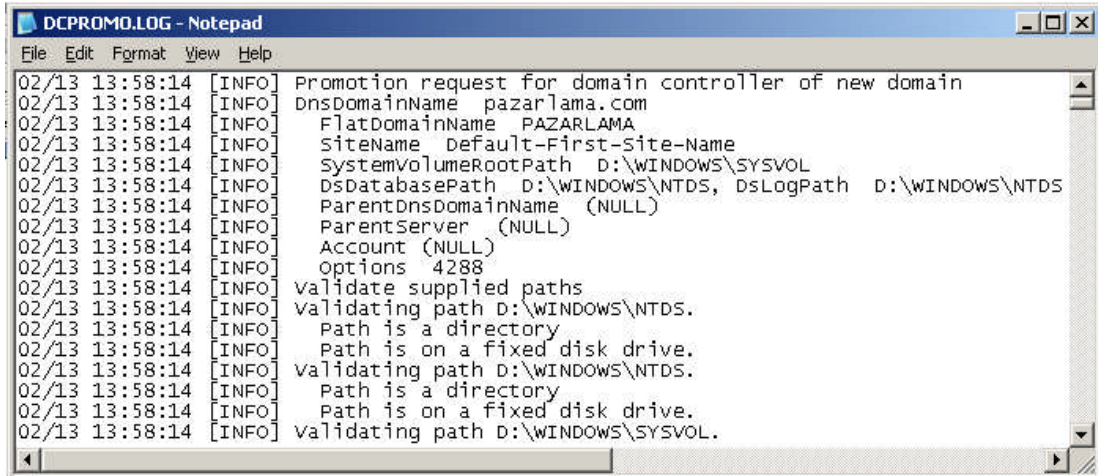 DCPROMO.LOG - Notepad
File Edit Format View Help
02/13 13:58:14 [INFO] Promotion request for domain controller of new domain
02/13 13:58:14 [INFO] DnsDomainName pazarlama.com
02/13 13:58:14 [INFO] FlatDomainName PAZARLAMA
02/13 13:58:14 [INFO] SiteName Default-First-Site-Name
02/13 13:58:14 [INFO] SystemVolumeRootPath D:\WINDOWS\SYSVOL
02/13 13:58:14 [INFO] DsDatabasePath D:\WINDOWS\NTDS, DsLogPath D:\WINDOWS\NTDS
02/13 13:58:14 [INFO] ParentDnsDomainName (NULL)
02/13 13:58:14 [INFO] ParentServer (NULL)
02/13 13:58:14 [INFO] Account (NULL)
02/13 13:58:14 [INFO] Options 4288
02/13 13:58:14 [INFO] Validate supplied paths
02/13 13:58:14 [INFO] Validating path D:\WINDOWS\NTDS.
02/13 13:58:14 [INFO] Path is a directory
02/13 13:58:14 [INFO] Path is on a fixed disk drive.
02/13 13:58:14 [INFO] Validating path D:\WINDOWS\NTDS.
02/13 13:58:14 [INFO] Path is a directory
02/13 13:58:14 [INFO] Path is on a fixed disk drive.
02/13 13:58:14 [INFO] Validating path D:\WINDOWS\SYSVOL.